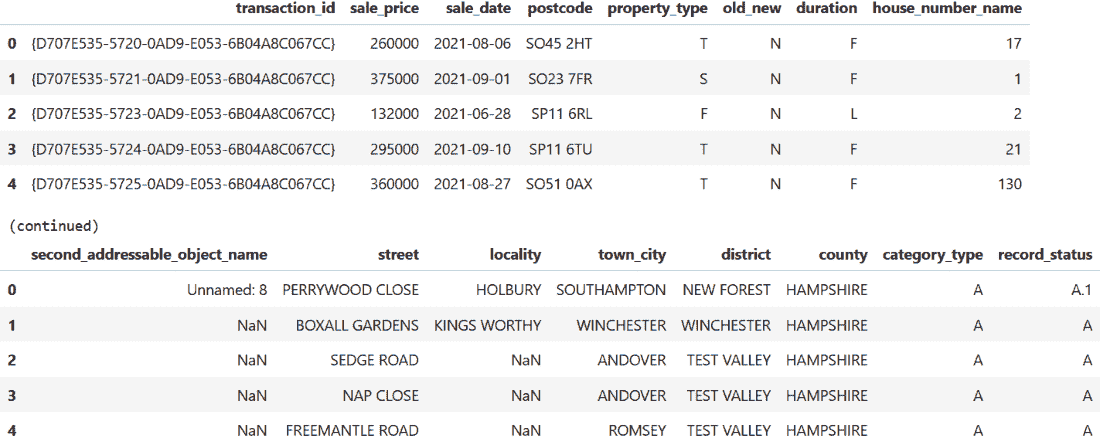 transaction_id sale_price sale_date postcode property_type old_new duration house_number_name
0 {D707E535-5720-0AD9-E053-6B04A8C067CC} 260000 2021-08-06 SO45 2HT T N F 17
1 {D707E535-5721-0AD9-E053-6B04A8C067CC} 375000 2021-09-01 SO23 7FR S N F 1
2 {D707E535-5723-0AD9-E053-6B04A8C067CC} 132000 2021-06-28 SP11 6RL F N L 2
3 {D707E535-5724-0AD9-E053-6B04A8C067CC} 295000 2021-09-10 SP11 6TU T N F 21
4 {D707E535-5725-0AD9-E053-6B04A8C067CC} 360000 2021-08-27 SO51 0AX T N F 130
(continued)
second_addressable_object_name street locality town_city district county category_type record_status
0 Unnamed: 8 PERRYWOOD CLOSE HOLBURY SOUTHAMPTON NEW FOREST HAMPSHIRE A A.1
1 NaN BOXALL GARDENS KINGS WORTHY WINCHESTER WINCHESTER HAMPSHIRE A A
2 NaN SEDGE ROAD NaN ANDOVER TEST VALLEY HAMPSHIRE A A
3 NaN NAP CLOSE NaN ANDOVER TEST VALLEY HAMPSHIRE A A
4 NaN FREEMANTLE ROAD NaN ROMSEY TEST VALLEY HAMPSHIRE A A